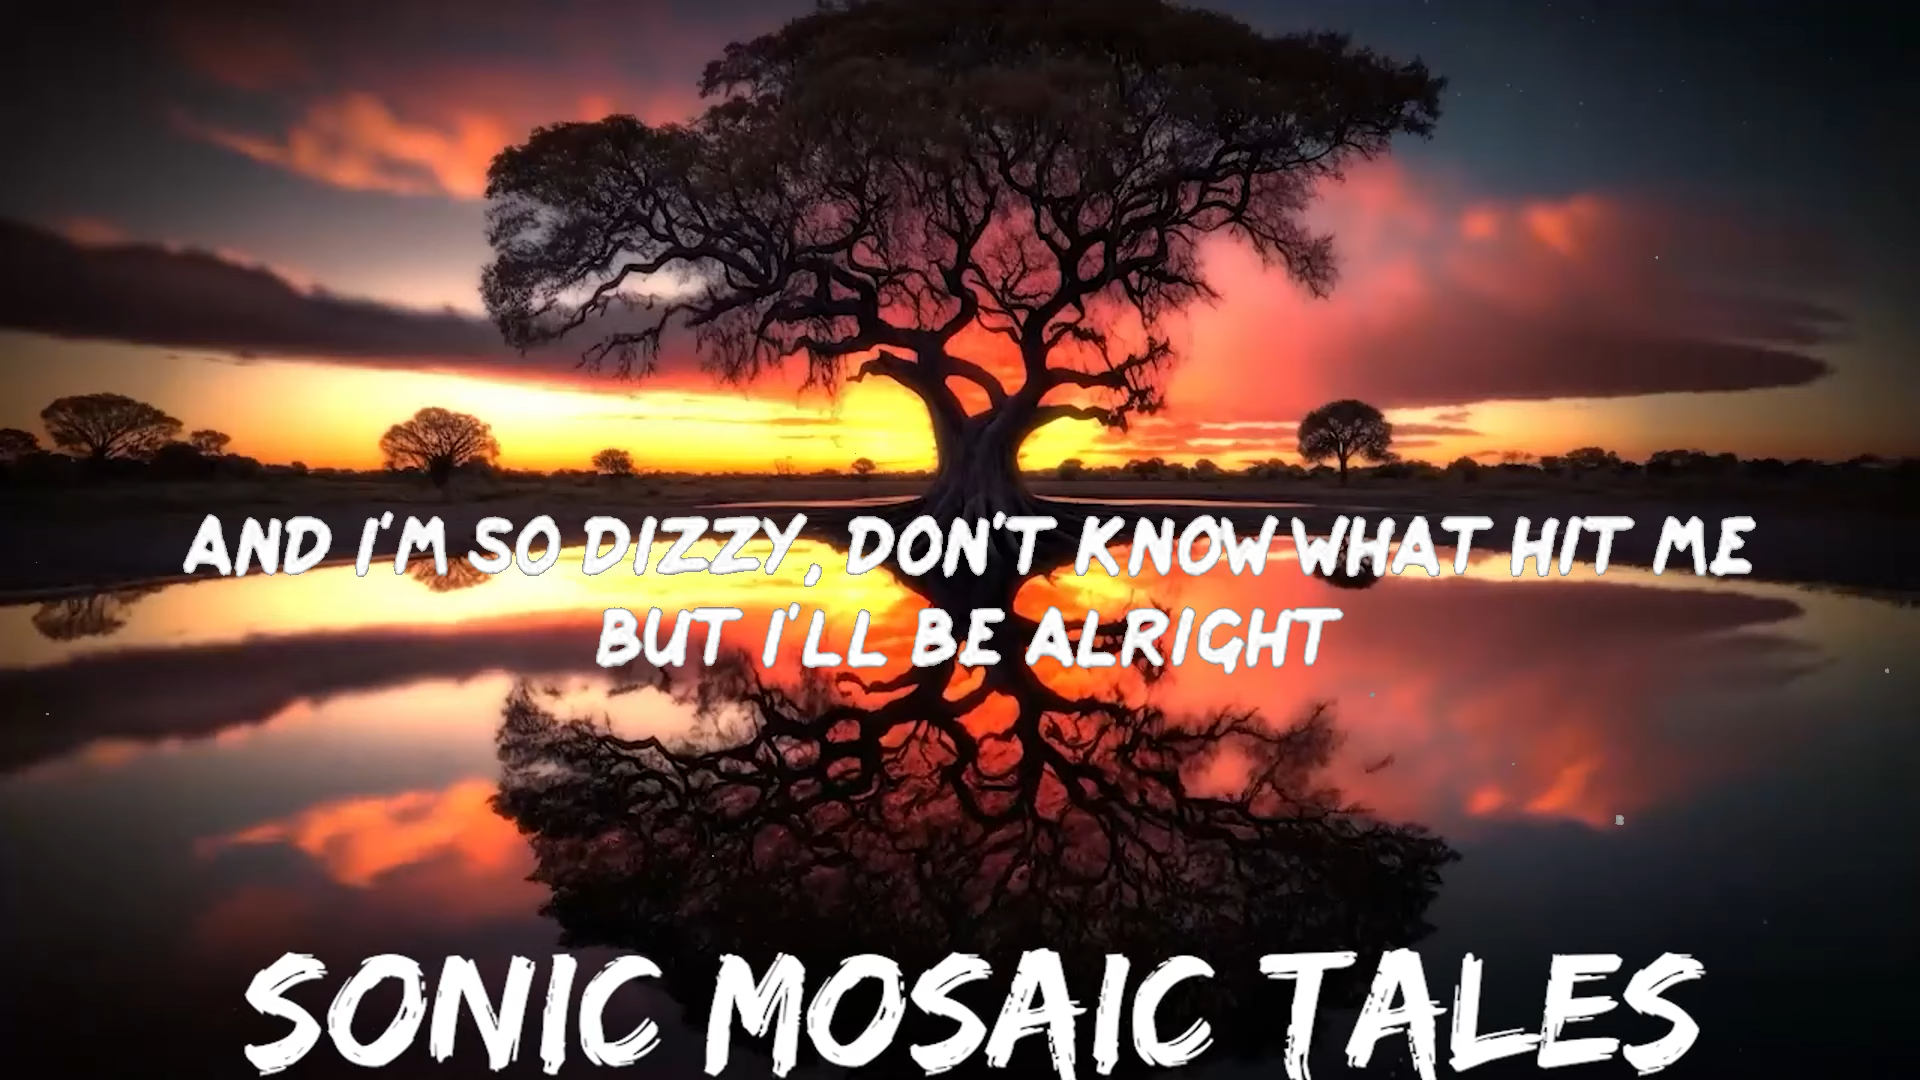 AND I'M SO DIZZY, DON'T KNOW WHAT HIT ME
BUT I'LL BE ALRIGHT
SONIC MOSAIC TALES